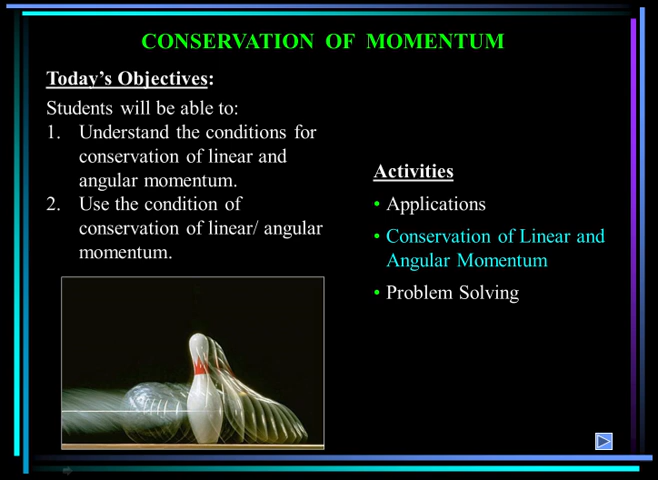 CONSERVATION OF MOMENTUM
Today’s Objectives:
Students will be able to:
1. Understand the conditions for
conservation of linear and
angular momentum.
2. Use the condition of
conservation of linear/ angular
momentum.
Activities
• Applications
• Conservation of Linear and
Angular Momentum
• Problem Solving